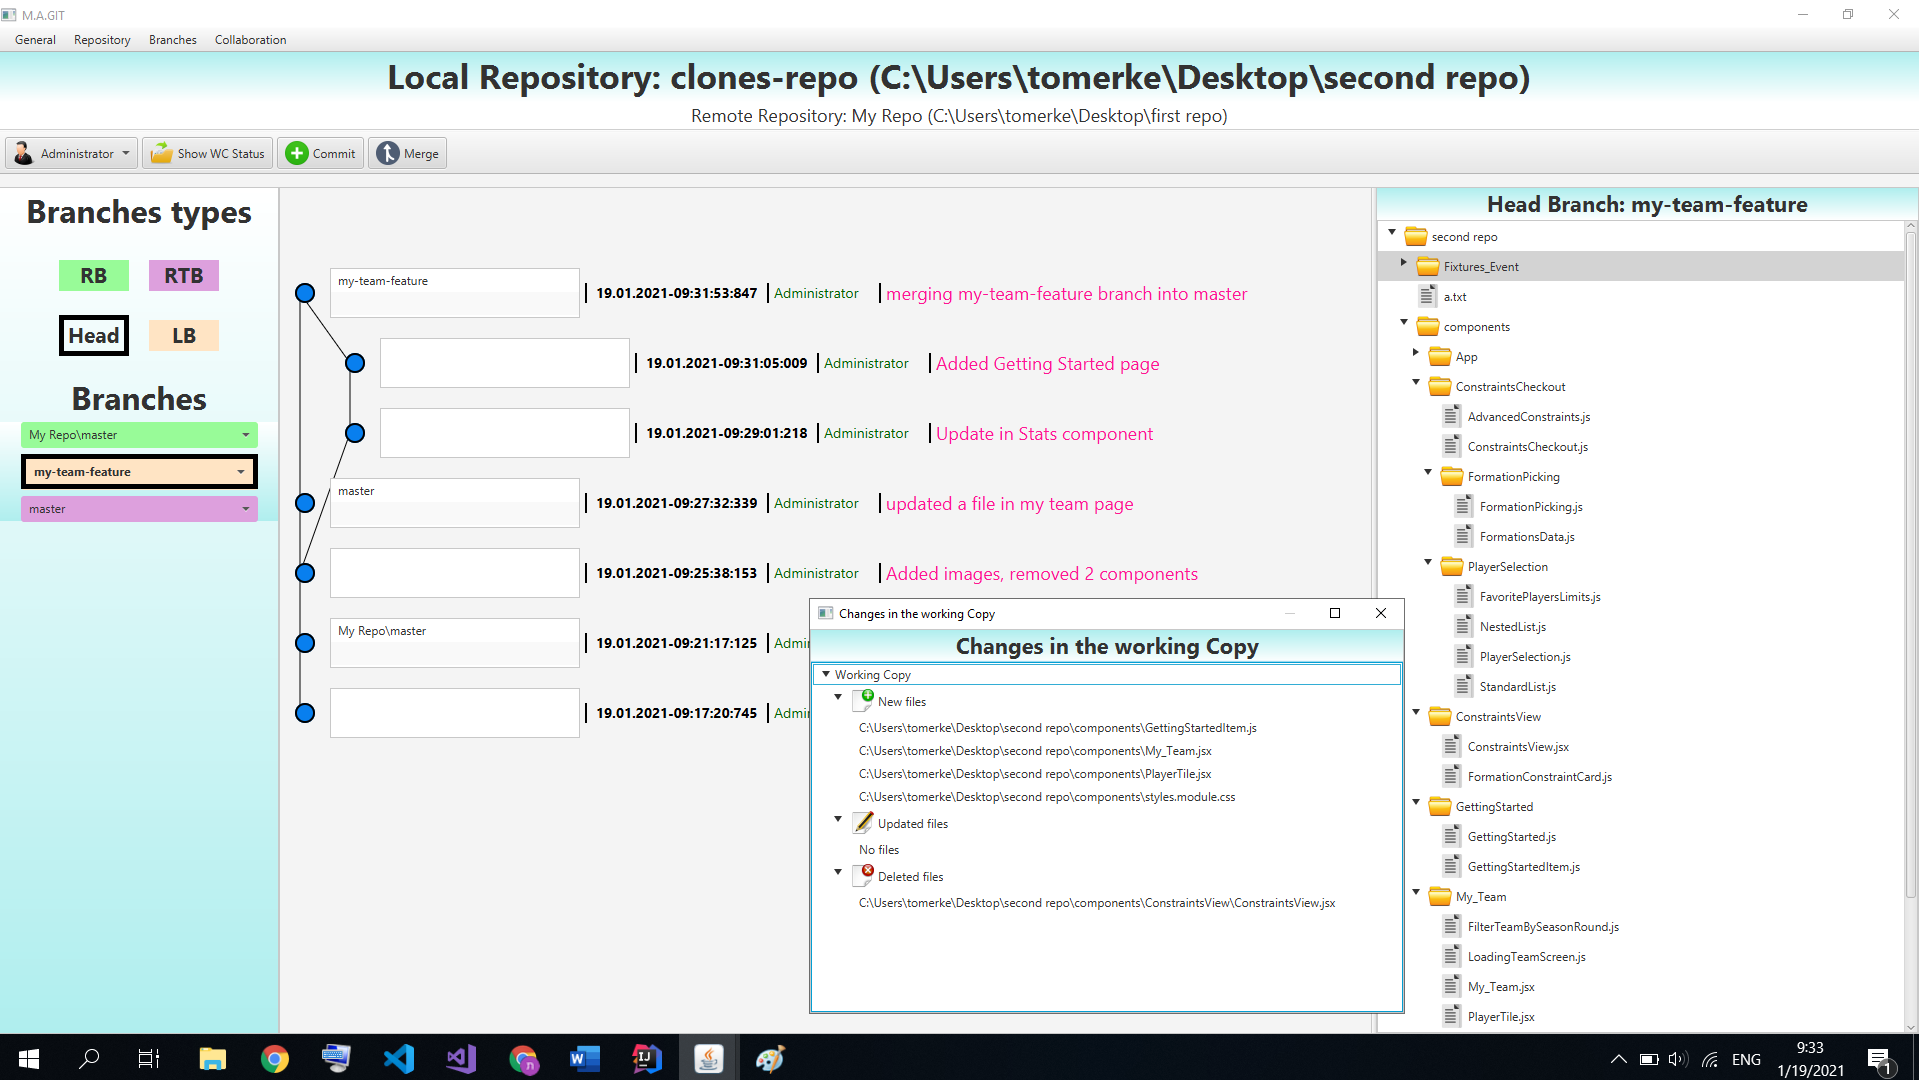 M.A.GIT
General Repository Branches Collaboration
Local Repository: clones-repo (C:\Users\tomerke\Desktop\second repo)
Remote Repository: My Repo (C:\Users\tomerke\Desktop\first repo)
Administrator Show WC Status Commit Merge
Branches types
RB RTB
Head LB
Branches
My Repo\master
my-team-feature
master
my-team-feature 19.01.2021-09:31:53:847 Administrator merging my-team-feature branch into master
19.01.2021-09:31:05:009 Administrator Added Getting Started page
19.01.2021-09:29:01:218 Administrator Update in Stats component
master 19.01.2021-09:27:32:339 Administrator updated a file in my team page
19.01.2021-09:25:38:153 Administrator Added images, removed 2 components
My Repo\master 19.01.2021-09:21:17:125
19.01.2021-09:17:20:745
Changes in the working Copy
Changes in the working Copy
Working Copy
New files
C:\Users\tomerke\Desktop\second repo\components\GettingStartedItem.js
C:\Users\tomerke\Desktop\second repo\components\My_Team.jsx
C:\Users\tomerke\Desktop\second repo\components\PlayerTile.jsx
C:\Users\tomerke\Desktop\second repo\components\styles.module.css
Updated files
No files
Deleted files
C:\Users\tomerke\Desktop\second repo\components\ConstraintsView\ConstraintsView.jsx
Head Branch: my-team-feature
second repo
Fixtures_Event
a.txt
components
App
ConstraintsCheckout
AdvancedConstraints.js
ConstraintsCheckout.js
FormationPicking
FormationPicking.js
FormationsData.js
PlayerSelection
FavoritePlayersLimits.js
NestedList.js
PlayerSelection.js
StandardList.js
ConstraintsView
ConstraintsView.jsx
FormationConstraintCard.js
GettingStarted
GettingStarted.js
GettingStartedItem.js
My_Team
FilterTeamBySeasonRound.js
LoadingTeamScreen.js
My_Team.jsx
PlayerTile.jsx
ENG
9:33
1/19/2021
1